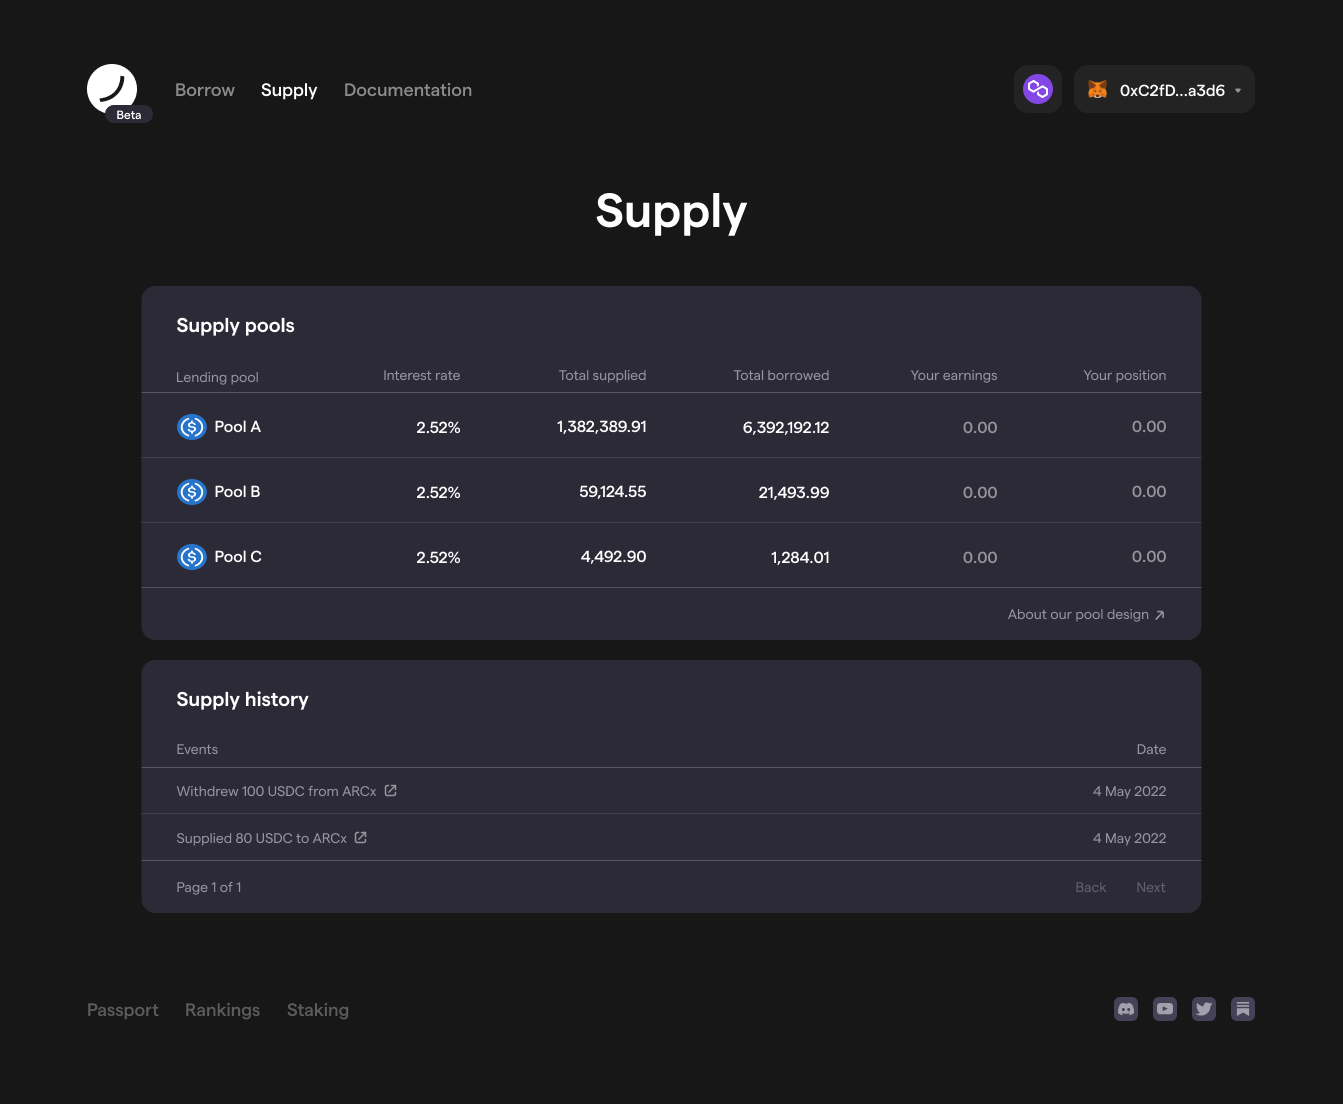 Beta
Borrow Supply Documentation
0xC2fD...a3d6
Supply
Supply pools
Lending pool Interest rate Total supplied Total borrowed Your earnings Your position
Pool A 2.52% 1,382,389.91 6,392,192.12 0.00 0.00
Pool B 2.52% 59,124.55 21,493.99 0.00 0.00
Pool C 2.52% 4,492.90 1,284.01 0.00 0.00
About our pool design
Supply history
Events Date
Withdrew 100 USDC from ARCx 4 May 2022
Supplied 80 USDC to ARCx 4 May 2022
Page 1 of 1 Back Next
Passport Rankings Staking